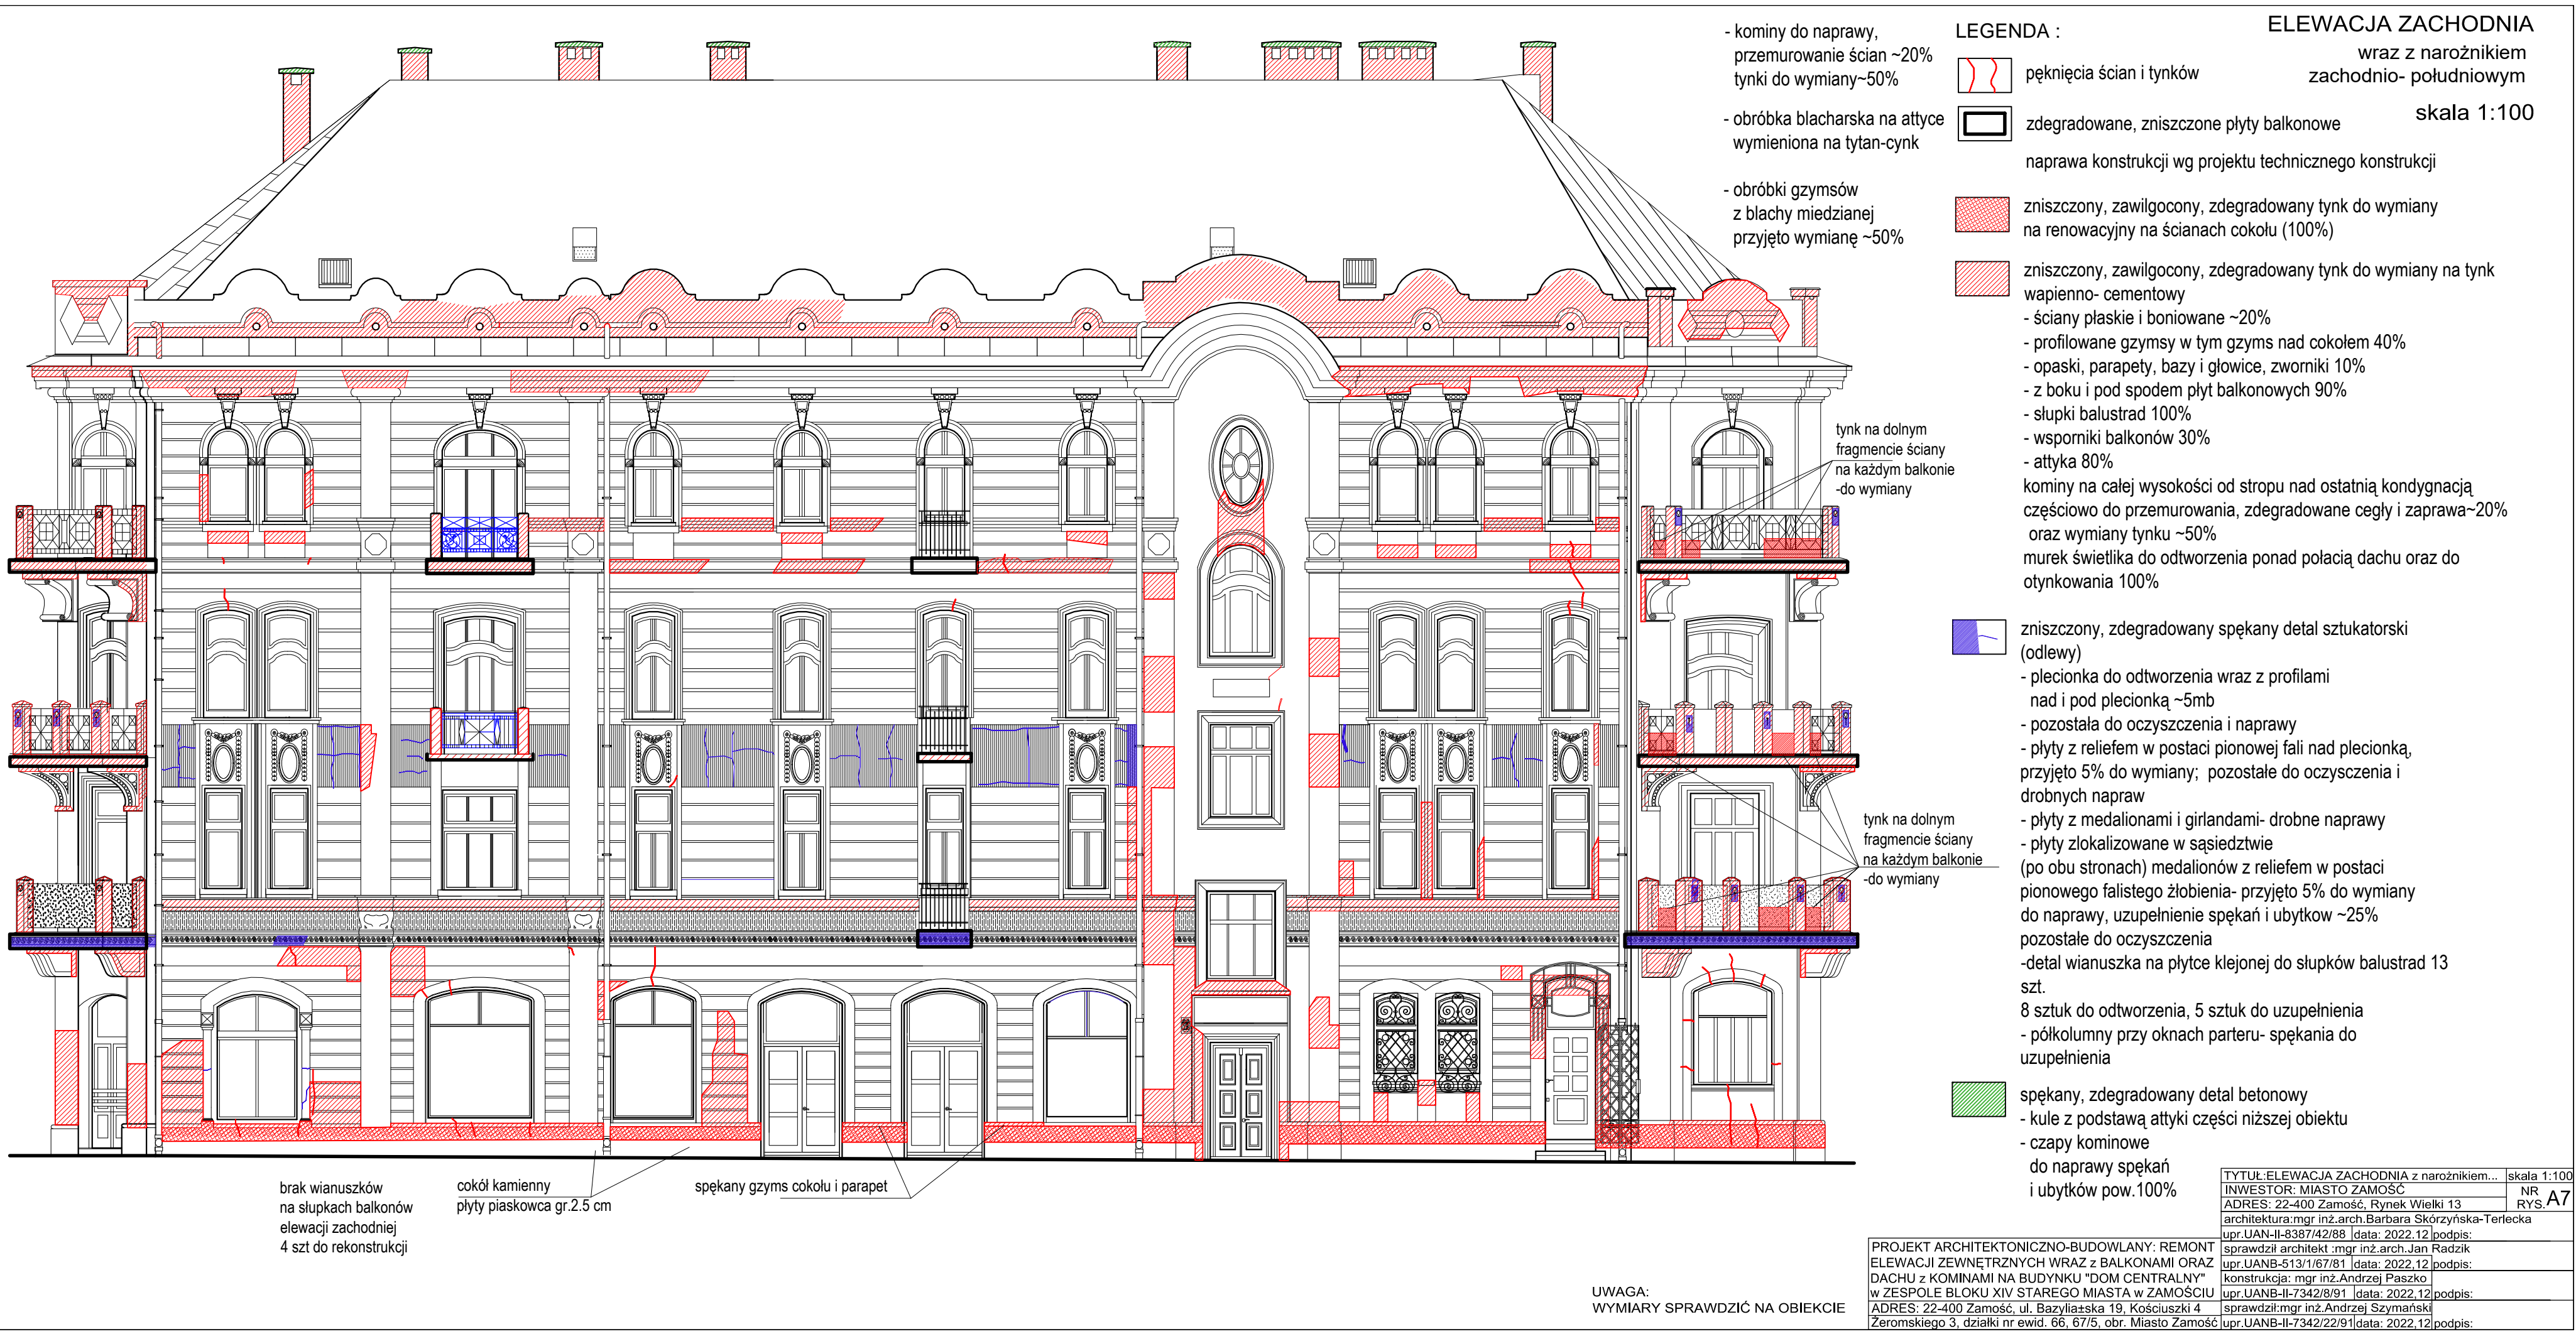 - kominy do naprawy,
przemurowanie ścian ~20%
tynki do wymiany~50%
- obróbka blacharska na attyce
wymieniona na tytan-cynk
- obróbki gzymsów
z blachy miedzianej
przyjęto wymianę ~50%
LEGENDA :
ELEWACJA ZACHODNIA
wraz z narożnikiem
zachodnio- południowym
skala 1:100
pęknięcia ścian i tynków
zdegradowane, zniszczone płyty balkonowe
naprawa konstrukcji wg projektu technicznego konstrukcji
zniszczony, zawilgocony, zdegradowany tynk do wymiany
na renowacyjny na ścianach cokołu (100%)
zniszczony, zawilgocony, zdegradowany tynk do wymiany na tynk
wapienno- cementowy
- ściany płaskie i boniowane ~20%
- profilowane gzymsy w tym gzyms nad cokołem 40%
- opaski, parapety, bazy i głowice, zworniki 10%
- z boku i pod spodem płyt balkonowych 90%
- słupki balustrad 100%
- wsporniki balkonów 30%
- attyka 80%
kominy na całej wysokości od stropu nad ostatnią kondygnacją
częściowo do przemurowania, zdegradowane cegły i zaprawa~20%
oraz wymiany tynku ~50%
murek świetlika do odtworzenia ponad połacią dachu oraz do
otynkowania 100%
zniszczony, zdegradowany spękany detal sztukatorski
(odlewy)
- plecionka do odtworzenia wraz z profilami
nad i pod plecionką ~5mb
- pozostała do oczyszczenia i naprawy
- płyty z reliefem w postaci pionowej fali nad plecionką,
przyjęto 5% do wymiany; pozostałe do oczysczenia i
drobnych napraw
- płyty z medalionami i girlandami- drobne naprawy
- płyty zlokalizowane w sąsiedztwie
(po obu stronach) medalionów z reliefem w postaci
pionowego falistego żłobienia- przyjęto 5% do wymiany
do naprawy, uzupełnienie spękań i ubytkow ~25%
pozostałe do oczyszczenia
-detal wianuszka na płytce klejonej do słupków balustrad 13
szt.
8 sztuk do odtworzenia, 5 sztuk do uzupełnienia
- półkolumny przy oknach parteru- spękania do
uzupełnienia
spękany, zdegradowany detal betonowy
- kule z podstawą attyki części niższej obiektu
- czapy kominowe
do naprawy spękań
i ubytków pow.100%
tynk na dolnym
fragmencie ściany
na każdym balkonie
-do wymiany
tynk na dolnym
fragmencie ściany
na każdym balkonie
-do wymiany
brak wianuszków
na słupkach balkonów
elewacji zachodniej
4 szt do rekonstrukcji
cokół kamienny
płyty piaskowca gr.2.5 cm
spękany gzyms cokołu i parapet
UWAGA:
WYMIARY SPRAWDZIĆ NA OBIEKCIE
PROJEKT ARCHITEKTONICZNO-BUDOWLANY: REMONT
ELEWACJI ZEWNĘTRZNYCH WRAZ z BALKONAMI ORAZ
DACHU z KOMINAMI NA BUDYNKU "DOM CENTRALNY"
w ZESPOLE BLOKU XIV STAREGO MIASTA w ZAMOŚCIU
ADRES: 22-400 Zamość, ul. Bazylia±ska 19, Kościuszki 4
Żeromskiego 3, działki nr ewid. 66, 67/5, obr. Miasto Zamość
TYTUŁ:ELEWACJA ZACHODNIA z narożnikiem... skala 1:100
INWESTOR: MIASTO ZAMOŚĆ
ADRES: 22-400 Zamość, Rynek Wielki 13
NR RYS. A7
architektura:mgr inż.arch.Barbara Skórzyńska-Terlecka
upr.UAN-II-8387/42/88 data: 2022.12 podpis:
sprawdził architekt :mgr inż.arch.Jan Radzik
upr.UANB-513/1/67/81 data: 2022,12 podpis:
konstrukcja: mgr inż.Andrzej Paszko
upr.UANB-II-7342/8/91 data: 2022,12 podpis:
sprawdził:mgr inż.Andrzej Szymański
upr.UANB-II-7342/22/91 data: 2022,12 podpis: